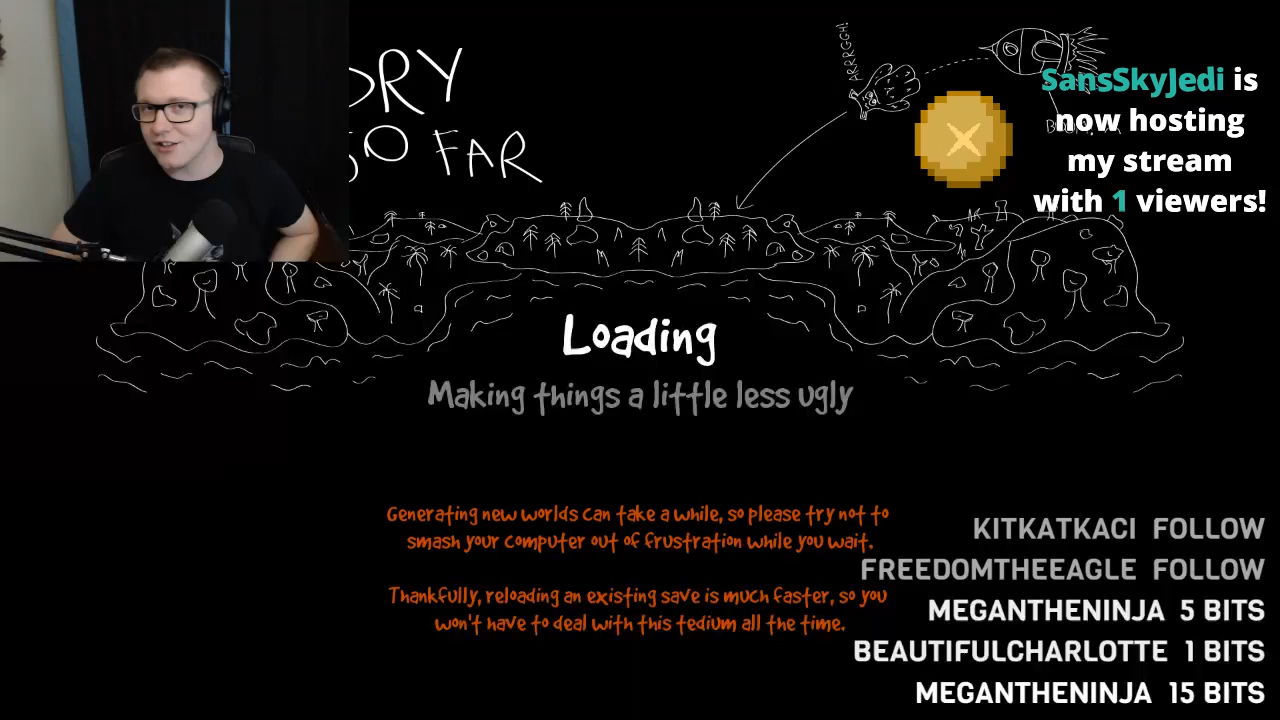 ORY
SO FAR
ARRRGGH!
SansSkyJedi is
now hosting
my stream
with 1 viewers!
Loading
Making things a little less ugly
Generating new worlds can take a while, so please try not to
smash your computer out of frustration while you wait.
Thankfully, reloading an existing save is much faster, so you
won't have to deal with this tedium all the time.
KITKATKACI FOLLOW
FREEDOMTHEEAGLE FOLLOW
MEGANTHENINJA 5 BITS
BEAUTIFULCHARLOTTE 1 BITS
MEGANTHENINJA 15 BITS